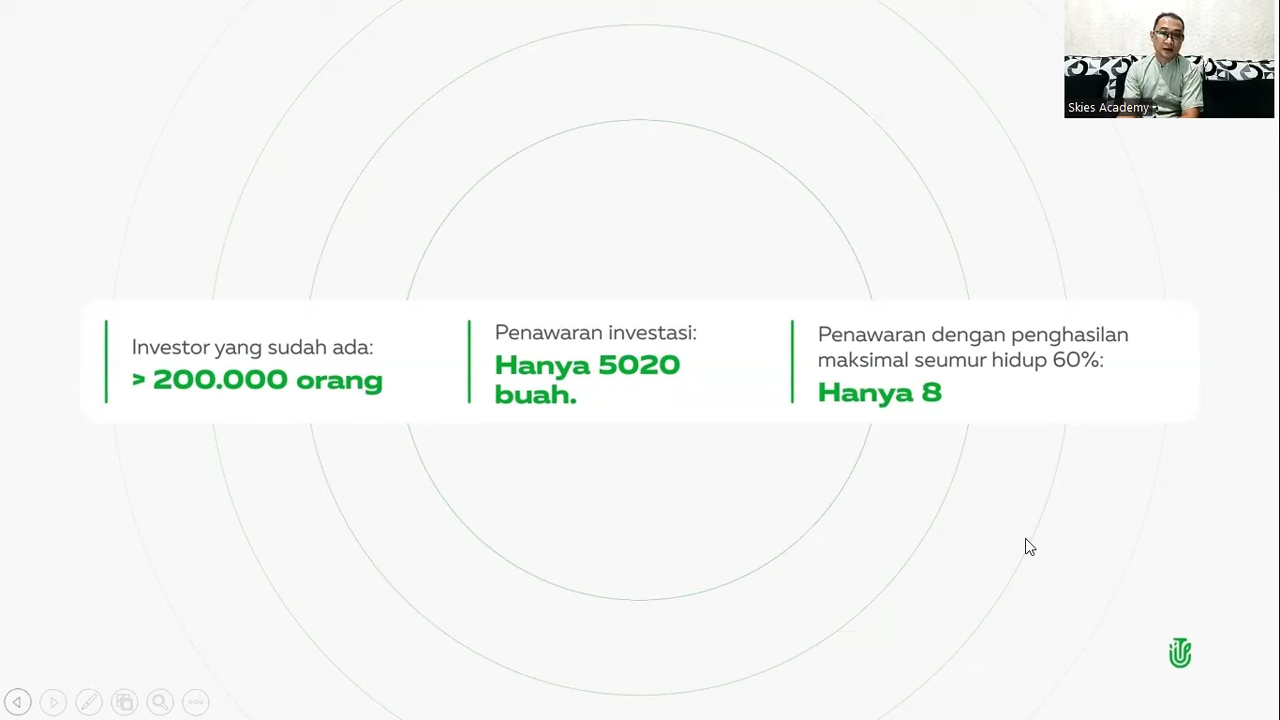 Skies Academy
Investor yang sudah ada:
> 200.000 orang
Penawaran investasi:
Hanya 5020
buah.
Penawaran dengan penghasilan
maksimal seumur hidup 60%:
Hanya 8